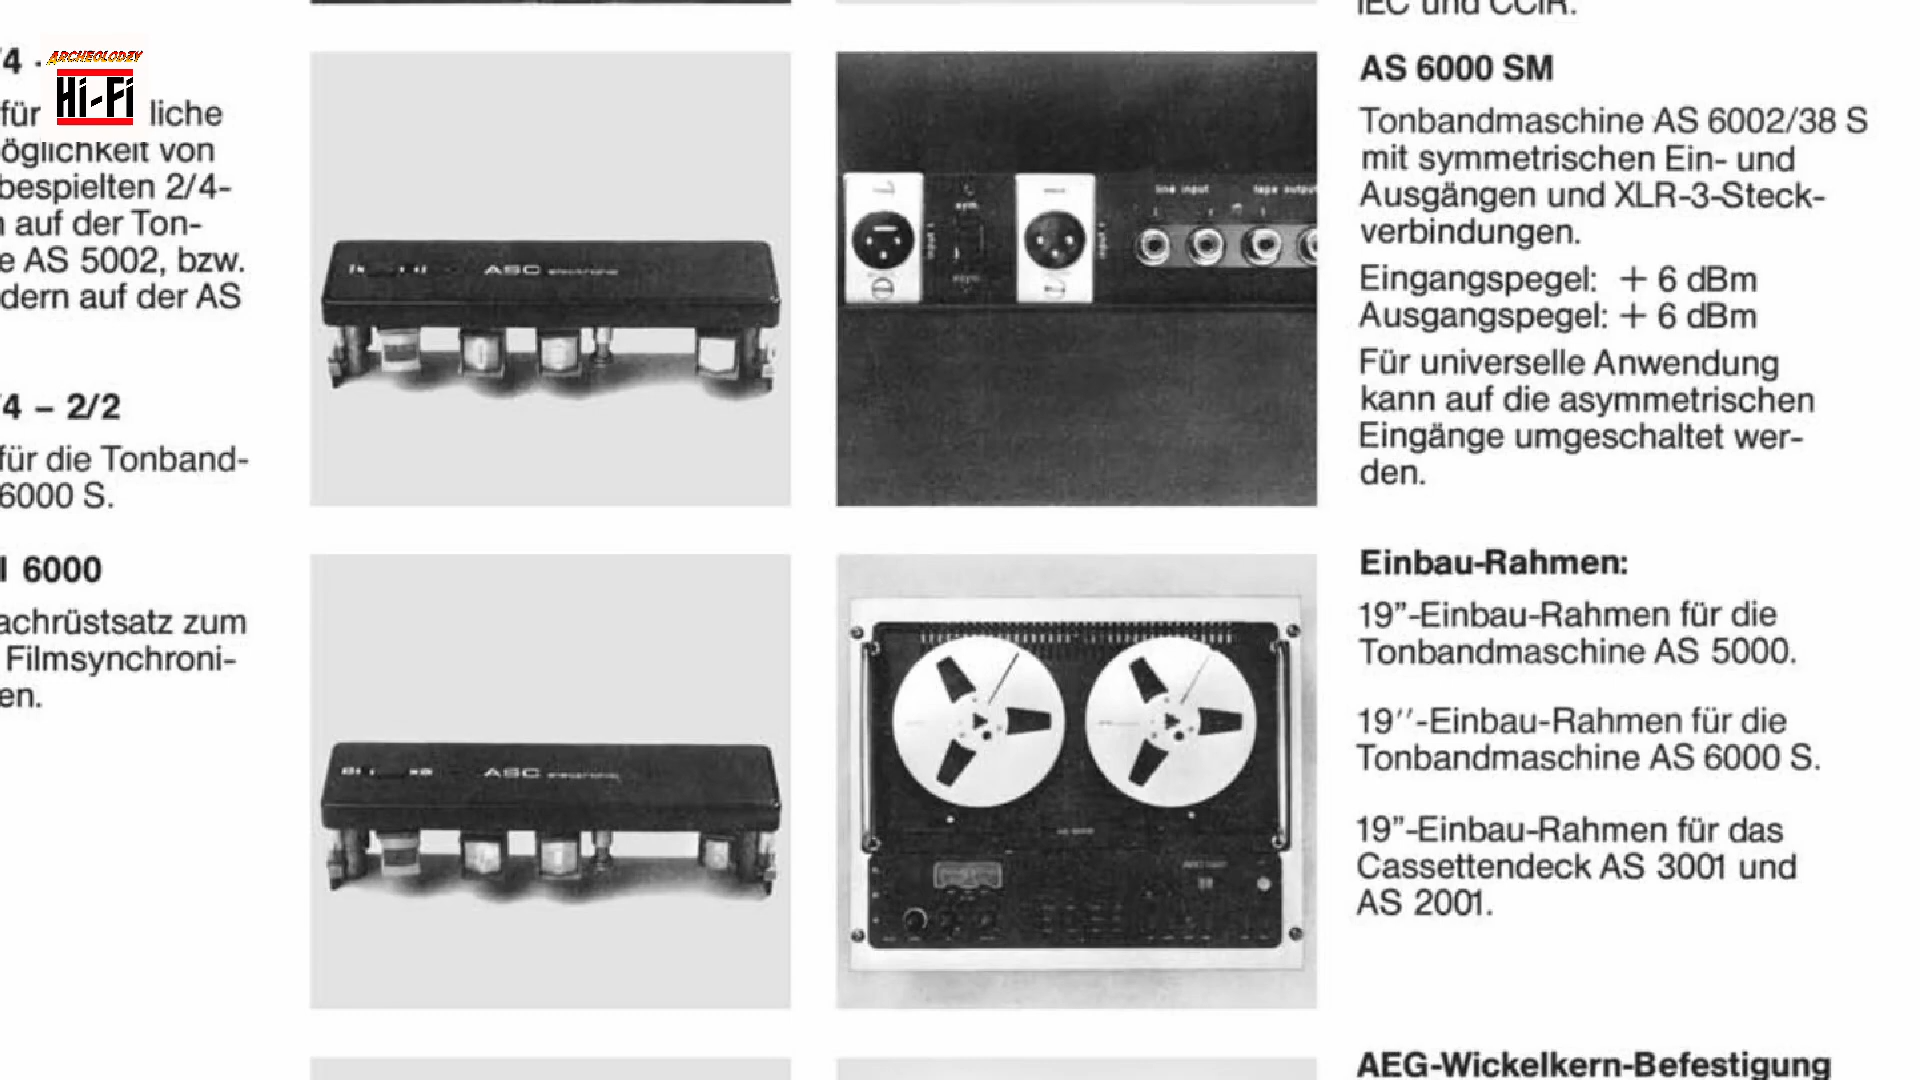 ARCHEOLODZY
Hi-Fi
/4 -
für
liche
öglichkeit von
bespielten 2/4-
auf der Ton-
e AS 5002, bzw.
dern auf der AS
/4 – 2/2
für die Tonband-
6000 S.
6000
achrüstsatz zum
Filmsynchroni-
en.
ASC electronic
line input
tape output
sym.
input
ASC
IEC und CCIR.
AS 6000 SM
Tonbandmaschine AS 6002/38 S
mit symmetrischen Ein- und
Ausgängen und XLR-3-Steck-
verbindungen.
Eingangspegel: + 6 dBm
Ausgangspegel: + 6 dBm
Für universelle Anwendung
kann auf die asymmetrischen
Eingänge umgeschaltet wer-
den.
Einbau-Rahmen:
19”-Einbau-Rahmen für die
Tonbandmaschine AS 5000.
19′′-Einbau-Rahmen für die
Tonbandmaschine AS 6000 S.
19”-Einbau-Rahmen für das
Cassettendeck AS 3001 und
AS 2001.
AEG-Wickelkern-Befestigung